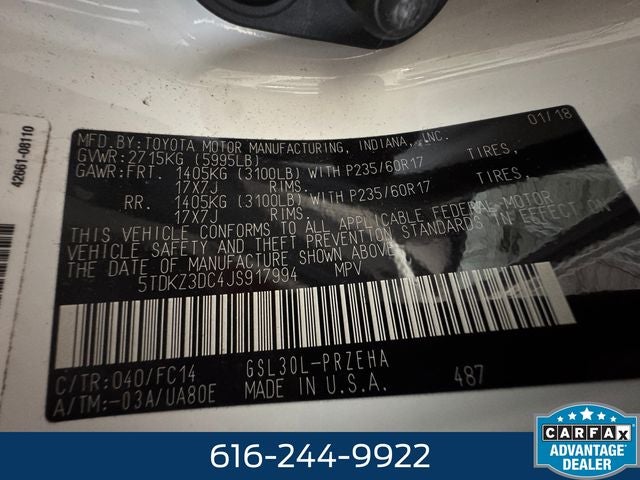 42661-08110
MFD. BY: TOYOTA MOTOR MANUFACTURING, INDIANA, INC. 01/18
GVWR: 2715KG (5995LB)
GAWR: FRT. 1405KG (3100LB) WITH P235/60R17 TIRES,
17X7J RIMS.
RR. 1405KG (3100LB) WITH P235/60R17 TIRES,
17X7J RIMS.
THIS VEHICLE CONFORMS TO ALL APPLICABLE FEDERAL MOTOR
VEHICLE SAFETY AND THEFT PREVENTION STANDARDS IN EFFECT ON
THE DATE OF MANUFACTURE SHOWN ABOVE.
5TDKZ3DC4JS917994 MPV
C/TR: 040/FC14 GSL30L-PRZEHA
A/TM:-03A/UA80E MADE IN U.S.A. 487
616-244-9922
CARFAX
ADVANTAGE
DEALER